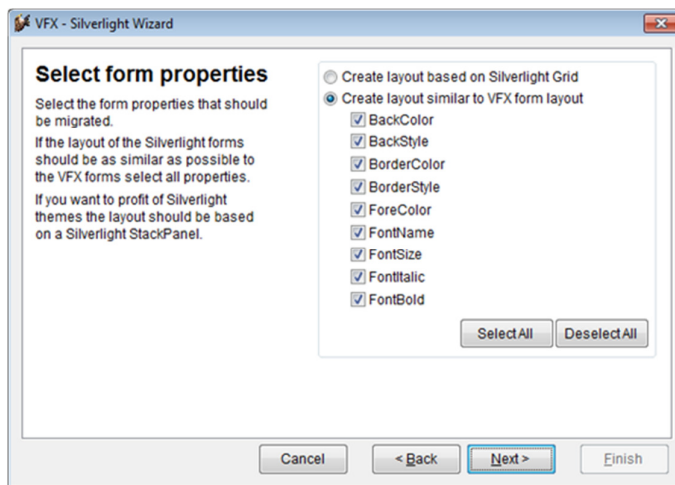 VFX - Silverlight Wizard
Select form properties
Select the form properties that should
be migrated.
If the layout of the Silverlight forms
should be as similar as possible to
the VFX forms select all properties.
If you want to profit of Silverlight
themes the layout should be based
on a Silverlight StackPanel.
Create layout based on Silverlight Grid
Create layout similar to VFX form layout
BackColor
BackStyle
BorderColor
BorderStyle
ForeColor
FontName
FontSize
FontItalic
FontBold
Select All
Deselect All
Cancel
< Back
Next >
Finish